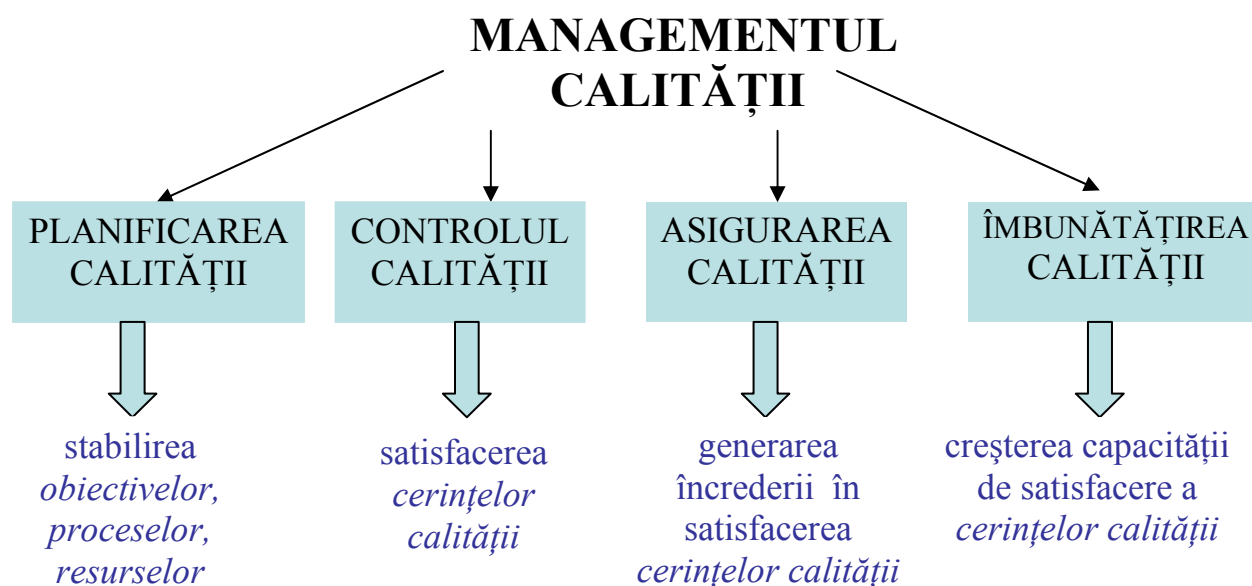 MANAGEMENTUL
CALITĂȚII
PLANIFICAREA
CALITĂȚII
CONTROLUL
CALITĂȚII
ASIGURAREA
CALITĂȚII
ÎMBUNĂTĂȚIREA
CALITĂȚII
stabilirea
obiectivelor,
proceselor,
resurselor
satisfacerea
cerințelor
calității
generarea
încrederii în
satisfacerea
cerințelor calității
creşterea capacității
de satisfacere a
cerințelor calității